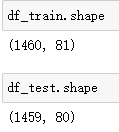 df_train.shape
(1460, 81)
df_test.shape
(1459, 80)